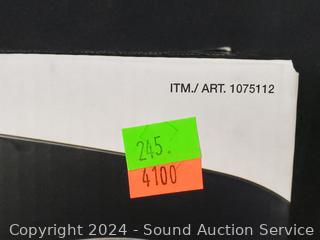 ITM./ ART. 1075112
245.
4100
Copyright © 2024 - Sound Auction Service